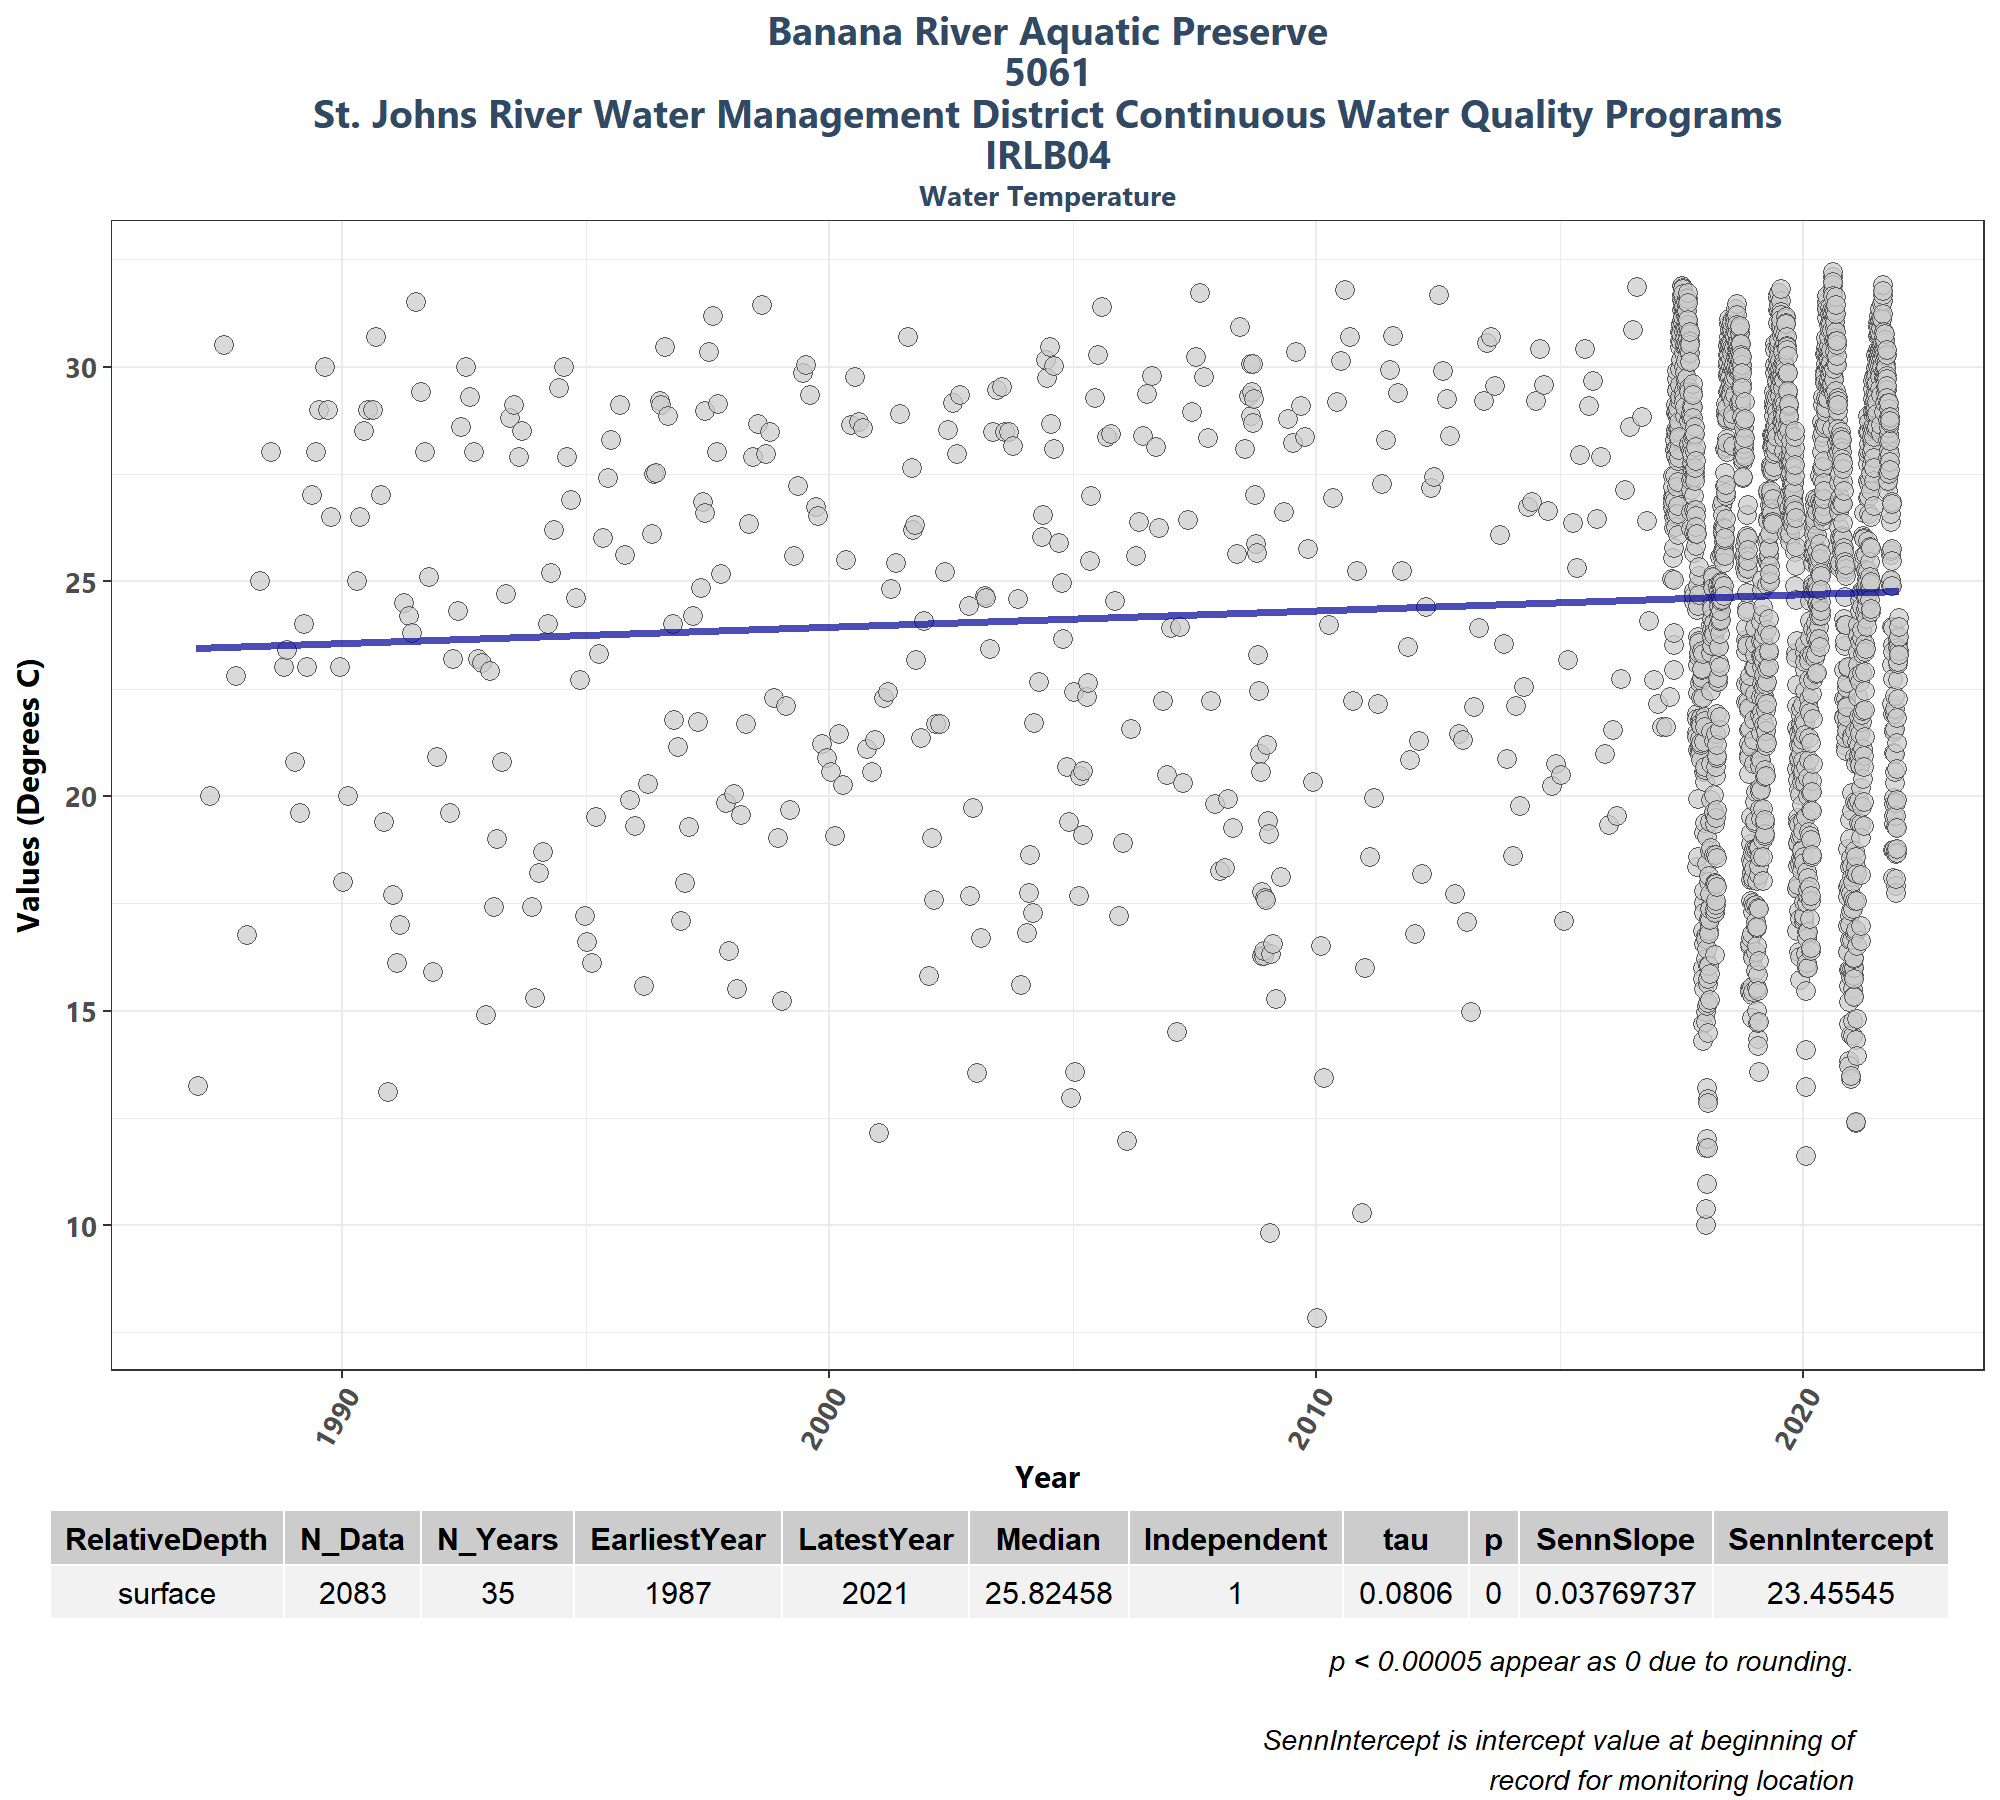 Banana River Aquatic Preserve
5061
St. Johns River Water Management District Continuous Water Quality Programs
IRLB04
Water Temperature
Values (Degrees C)
30
25
20
15
10
1990 2000 2010 2020
Year
RelativeDepth N_Data N_Years EarliestYear LatestYear Median Independent tau p SennSlope SennIntercept
surface 2083 35 1987 2021 25.82458 1 0.0806 0 0.03769737 23.45545
p < 0.00005 appear as 0 due to rounding.
SennIntercept is intercept value at beginning of
record for monitoring location